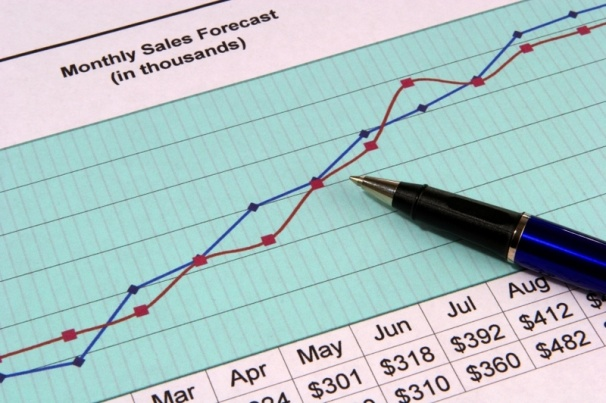 Monthly Sales Forecast
(in thousands)
Mar Apr May Jun Jul Aug
$301 $318 $392 $412
$310 $360 $482